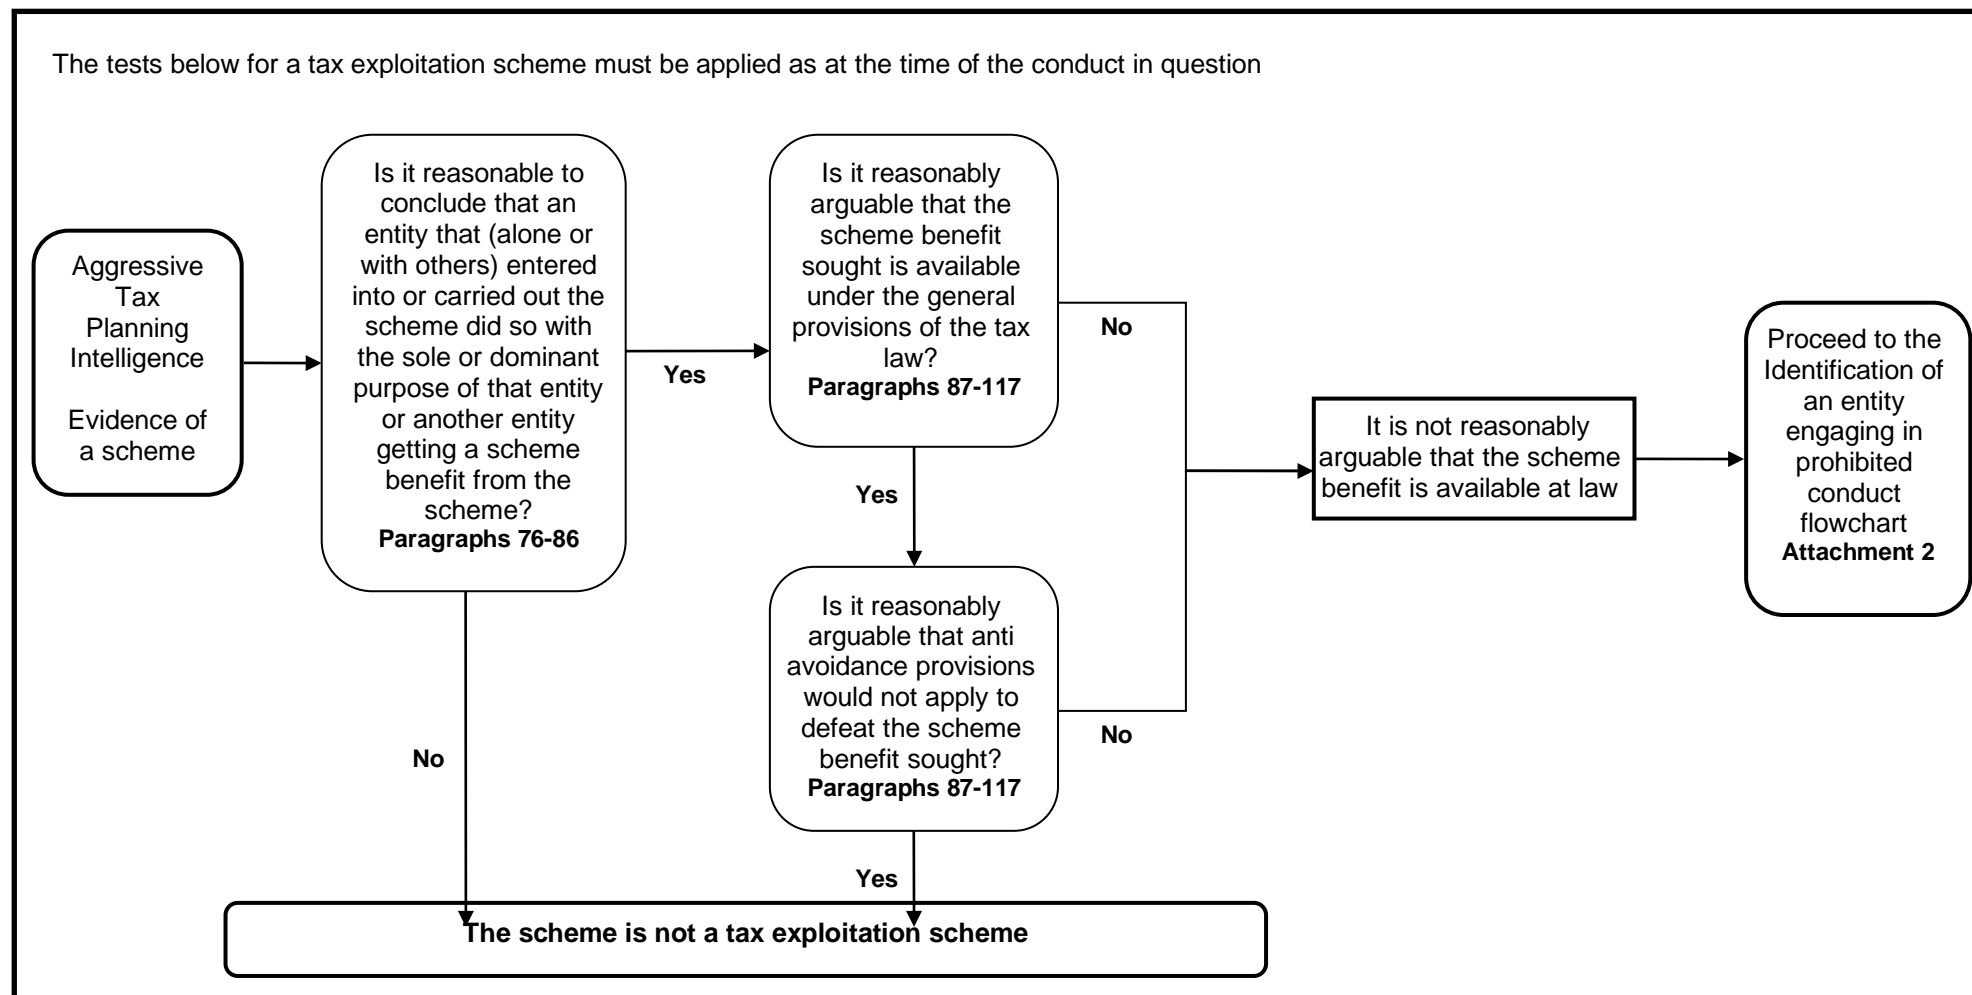 The tests below for a tax exploitation scheme must be applied as at the time of the conduct in question
Aggressive
Tax
Planning
Intelligence
Evidence of
a scheme
Is it reasonable to
conclude that an
entity that (alone or
with others) entered
into or carried out the
scheme did so with
the sole or dominant
purpose of that entity
or another entity
getting a scheme
benefit from the
scheme?
Paragraphs 76-86
Yes
No
Is it reasonably
arguable that the
scheme benefit
sought is available
under the general
provisions of the tax
law?
Paragraphs 87-117
No
Yes
Is it reasonably
arguable that anti
avoidance provisions
would not apply to
defeat the scheme
benefit sought?
Paragraphs 87-117
No
Yes
It is not reasonably
arguable that the scheme
benefit is available at law
Proceed to the
Identification of
an entity
engaging in
prohibited
conduct
flowchart
Attachment 2
The scheme is not a tax exploitation scheme